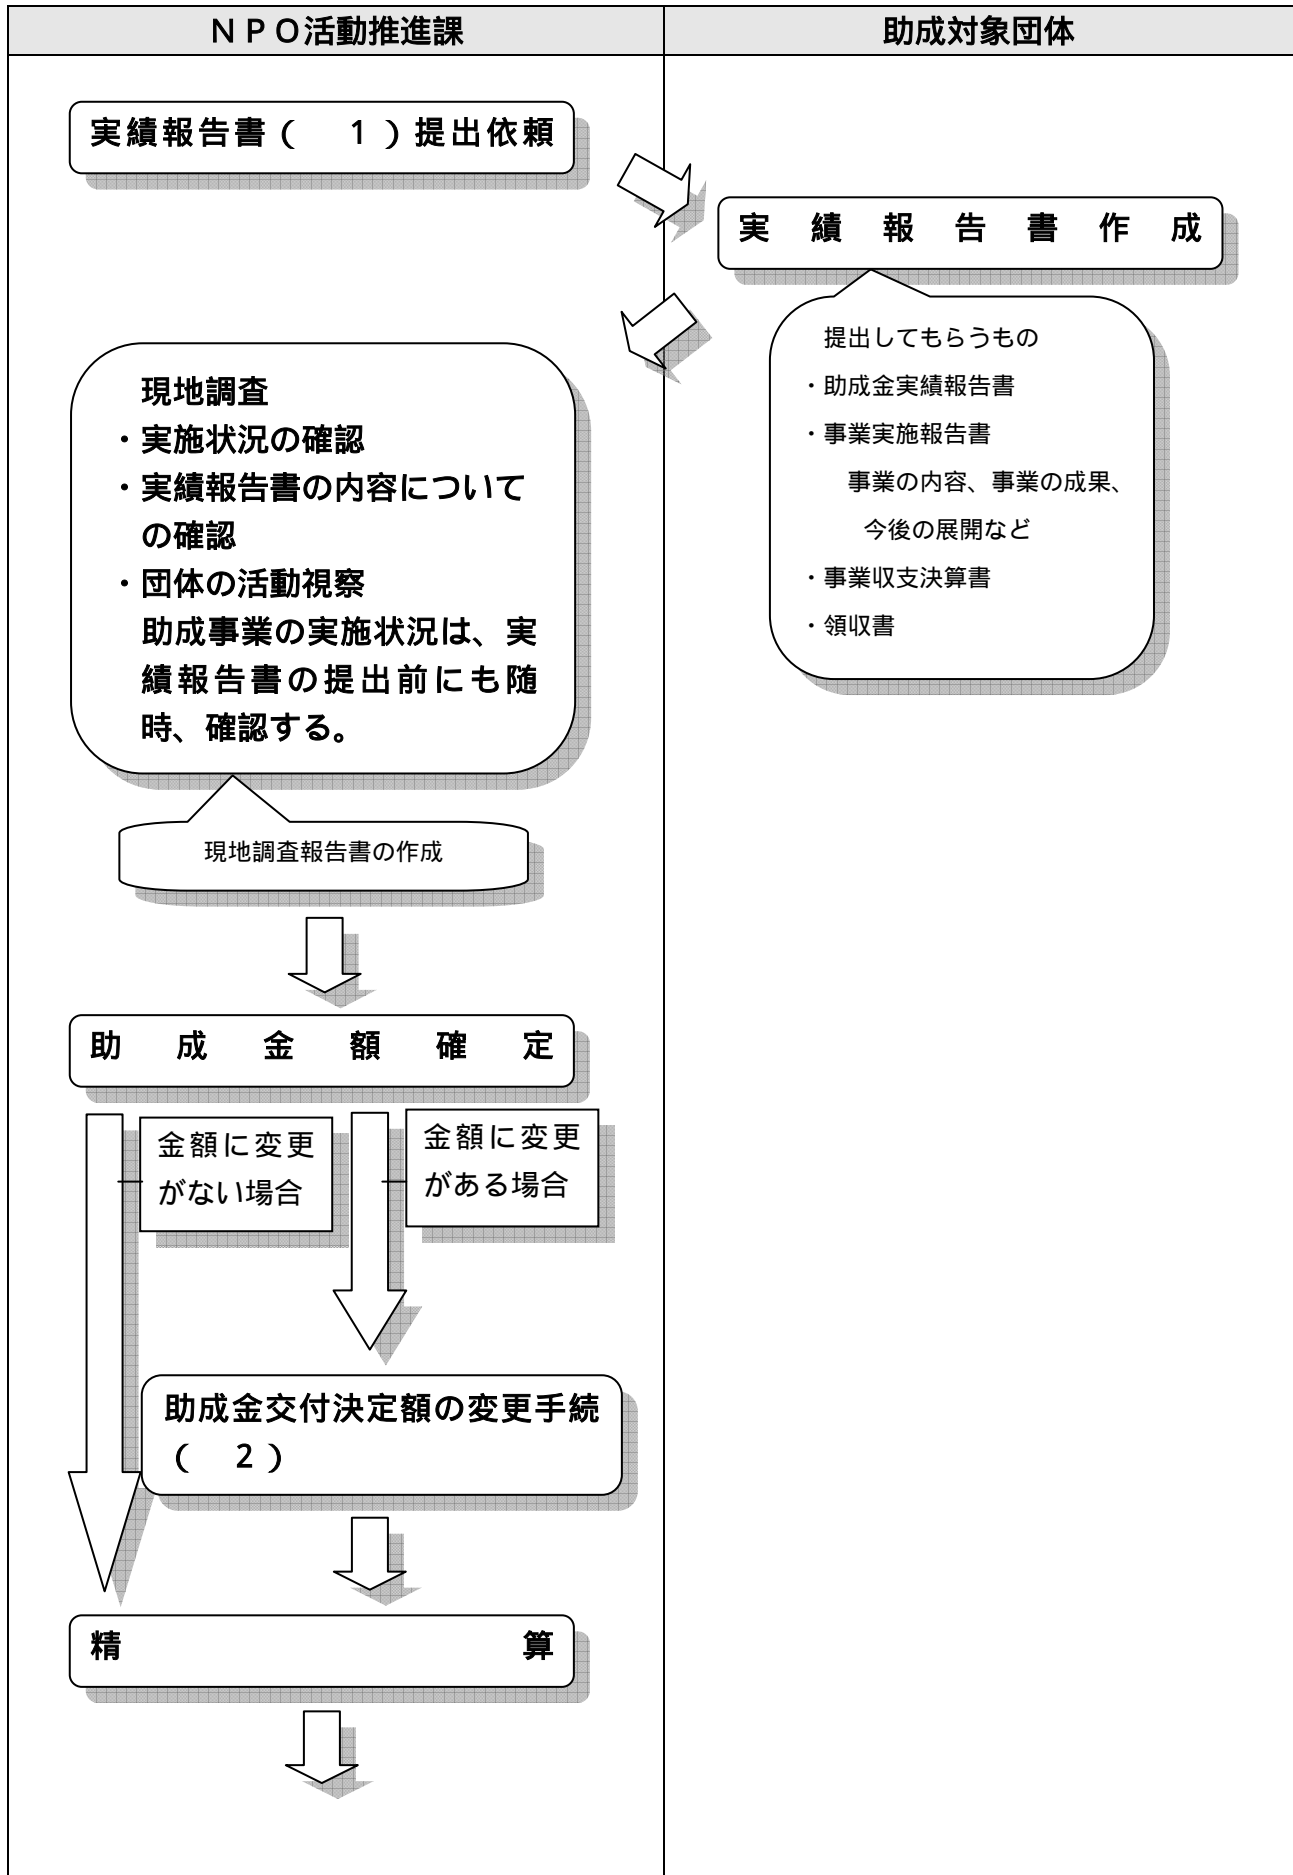 ＮＰＯ活動推進課
助成対象団体
実績報告書（　1）提出依頼
実績報告書作成
提出してもらうもの
・助成金実績報告書
・事業実施報告書
事業の内容、事業の成果、
今後の展開など
・事業収支決算書
・領収書
現地調査
・実施状況の確認
・実績報告書の内容について
の確認
・団体の活動視察
助成事業の実施状況は、実
績報告書の提出前にも随
時、確認する。
現地調査報告書の作成
助成金額確定
金額に変更
がない場合
金額に変更
がある場合
助成金交付決定額の変更手続
（　2）
精算